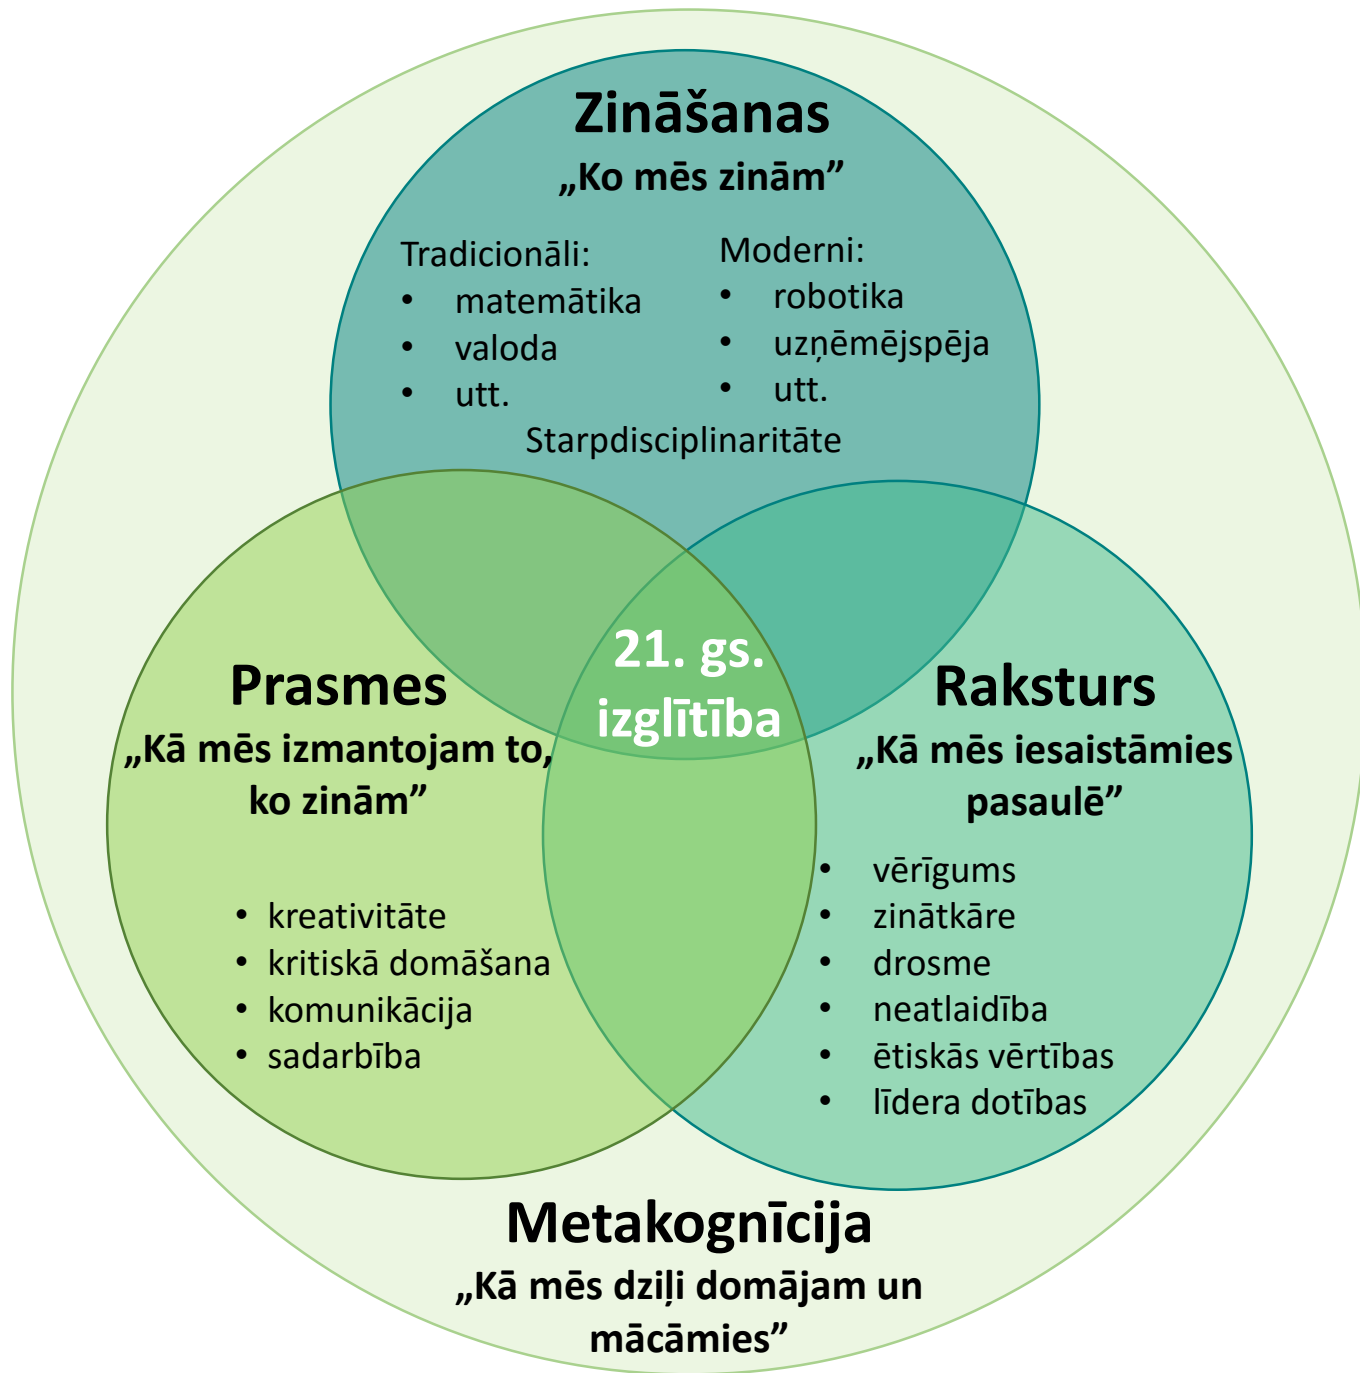 Zināšanas
„Ko mēs zinām”
Tradicionāli:
• matemātika
• valoda
• utt.
Moderni:
• robotika
• uzņēmējspēja
• utt.
Starpdisciplinaritāte
21. gs.
izglītība
Prasmes
„Kā mēs izmantojam to,
ko zinām”
• kreativitāte
• kritiskā domāšana
• komunikācija
• sadarbība
Raksturs
„Kā mēs iesaistāmies
pasaulē”
• vērīgums
• zinātkāre
• drosme
• neatlaidība
• ētiskās vērtības
• līdera dotības
Metakognīcija
„Kā mēs dziļi domājam un
mācāmies”